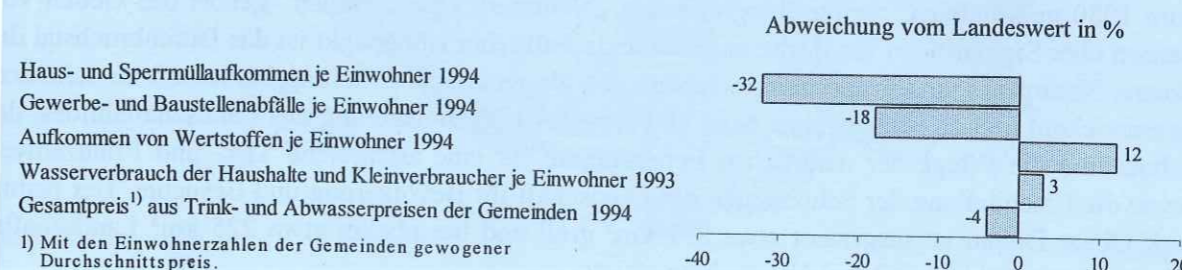 Abweichung vom Landeswert in %
Haus- und Sperrmüllaufkommen je Einwohner 1994
-32
Gewerbe- und Baustellenabfälle je Einwohner 1994
-18
Aufkommen von Wertstoffen je Einwohner 1994
12
Wasserverbrauch der Haushalte und Kleinverbraucher je Einwohner 1993
3
Gesamtpreis1) aus Trink- und Abwasserpreisen der Gemeinden 1994
-4
1) Mit den Einwohnerzahlen der Gemeinden gewogener
Durchschnittspreis.
-40 -30 -20 -10 0 10 20